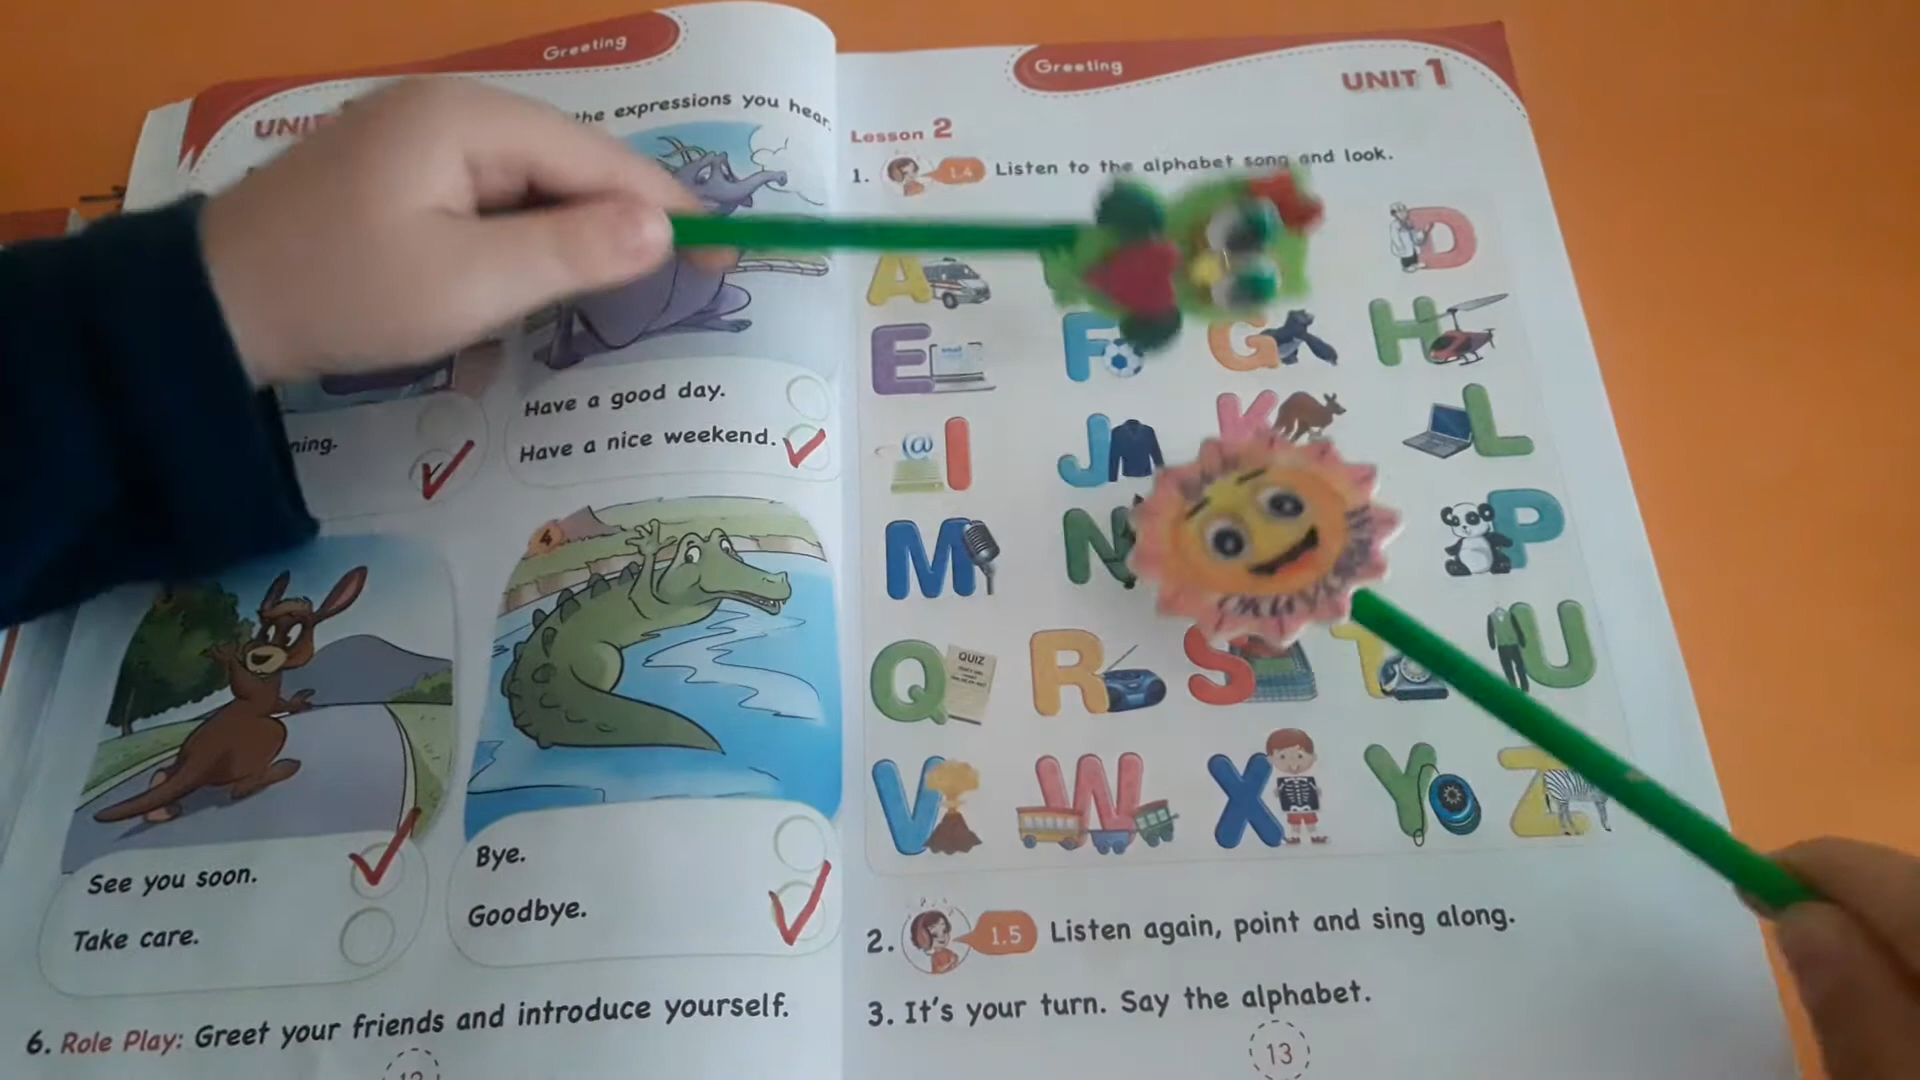 Greeting
the expressions you hear.
Have a good day.
Have a nice weekend.
4
See you soon.
Take care.
Bye.
Goodbye.
6. Role Play: Greet your friends and introduce yourself.
Greeting
UNIT 1
Lesson 2
1. 1.4 Listen to the alphabet song and look.
A D
E F G H
I J K L
M N P
Q R S T U
QUIZ
V W X Y Z
2. 1.5 Listen again, point and sing along.
3. It's your turn. Say the alphabet.
13